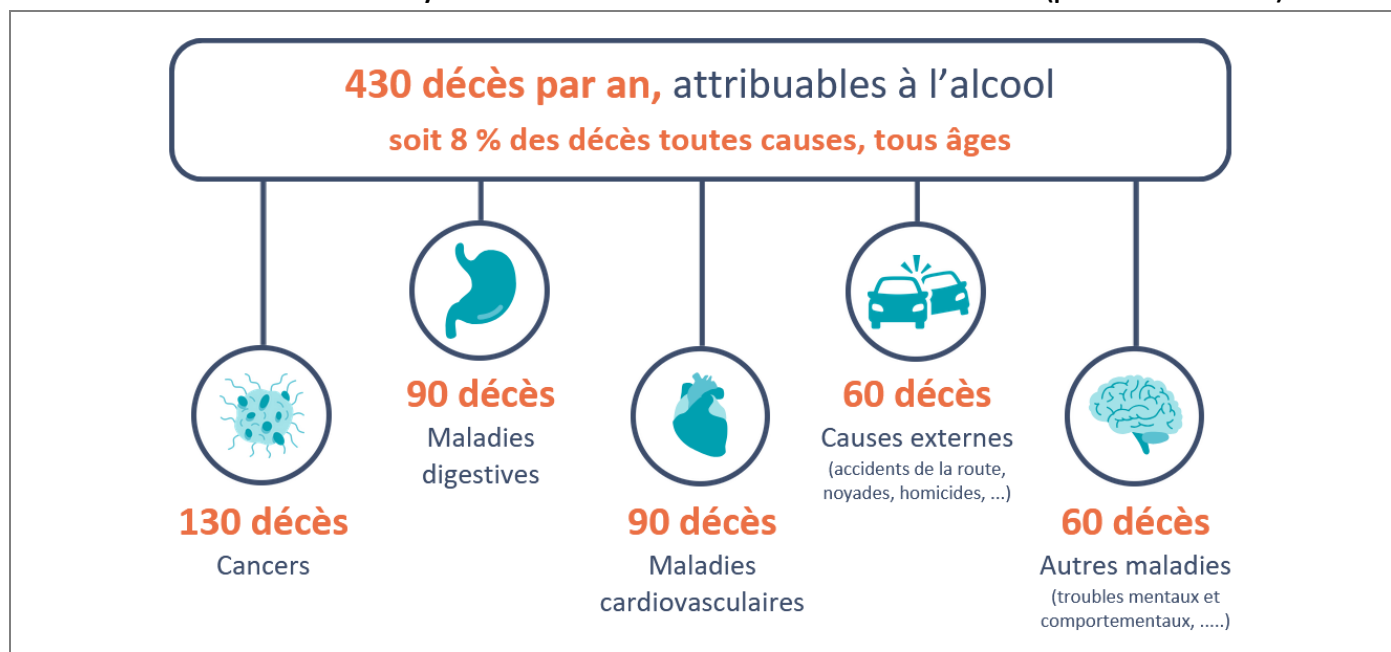 430 décès par an, attribuables à l'alcool
soit 8 % des décès toutes causes, tous âges
90 décès
Maladies
digestives
60 décès
Causes externes
(accidents de la route,
noyades, homicides, ...)
130 décès
Cancers
90 décès
Maladies
cardiovasculaires
60 décès
Autres maladies
(troubles mentaux et
comportementaux, .....)